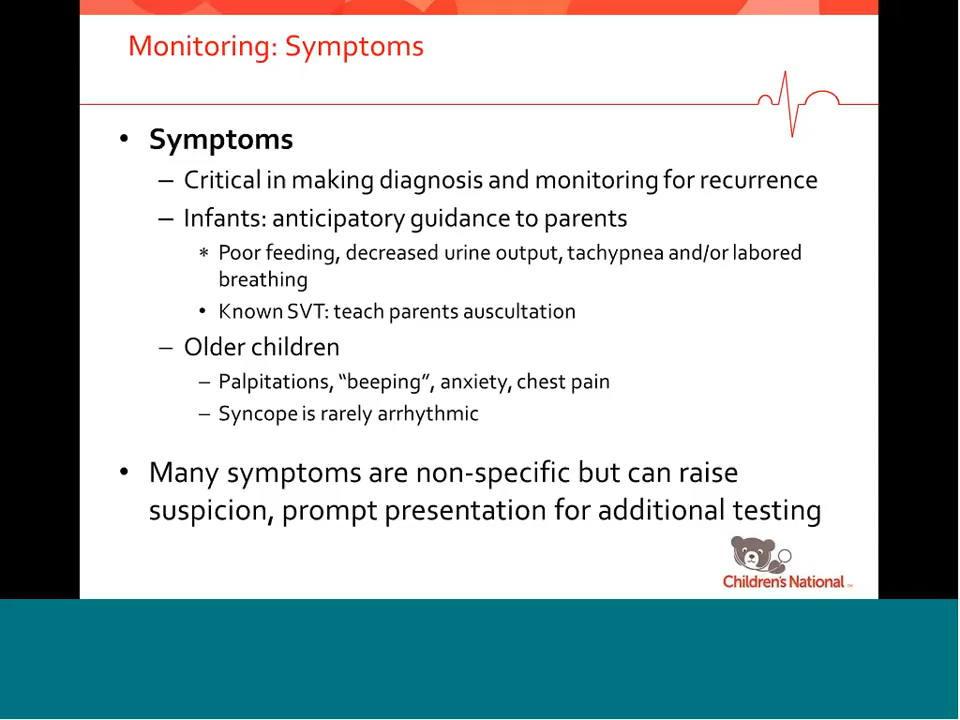 Monitoring: Symptoms
• Symptoms
– Critical in making diagnosis and monitoring for recurrence
– Infants: anticipatory guidance to parents
* Poor feeding, decreased urine output, tachypnea and/or labored
breathing
• Known SVT: teach parents auscultation
– Older children
– Palpitations, “beeping”, anxiety, chest pain
– Syncope is rarely arrhythmic
• Many symptoms are non-specific but can raise
suspicion, prompt presentation for additional testing
Children's National